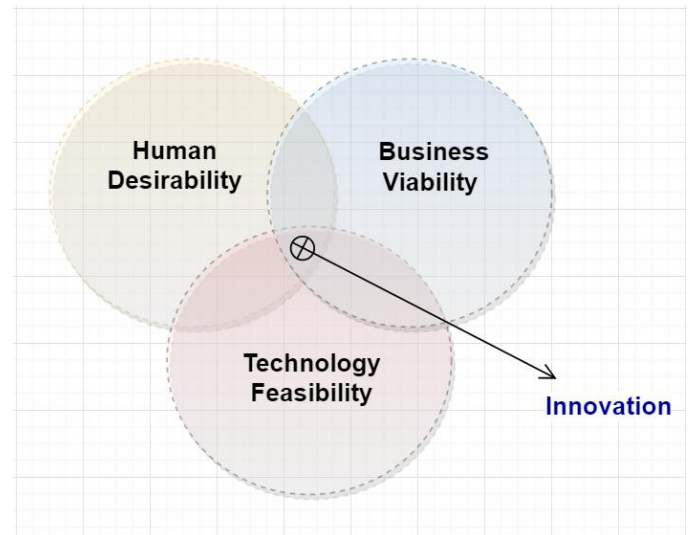 Human
Desirability
Business
Viability
Technology
Feasibility
Innovation